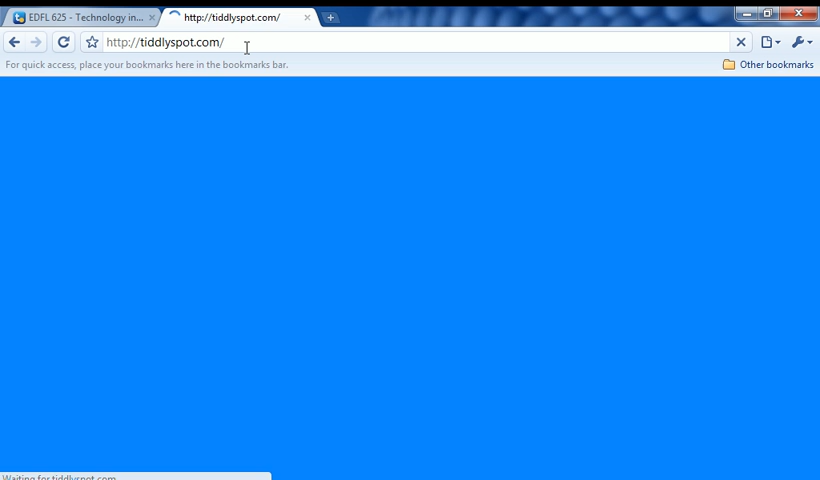 EDFL 625 - Technology in...
http://tiddlyspot.com/
http://tiddlyspot.com/
For quick access, place your bookmarks here in the bookmarks bar.
Other bookmarks
Waiting for tiddlyspot.com